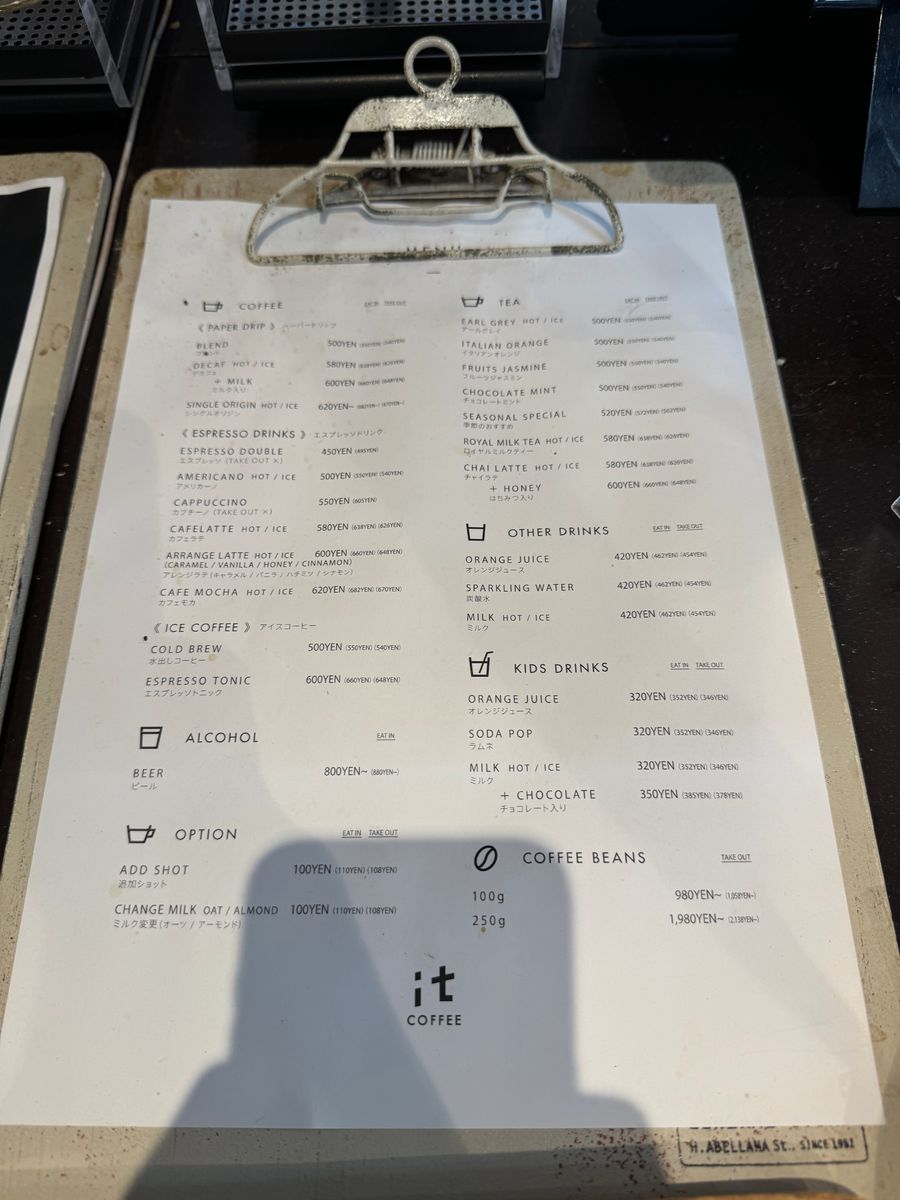 MENU
COFFEE EAT IN TAKE OUT
《 PAPER DRIP 》 ペーパードリップ
BLEND 500YEN (550YEN) (540YEN)
ブレンド
DECAF HOT / ICE 580YEN (638YEN) (626YEN)
デカフェ
+ MILK 600YEN (660YEN) (648YEN)
ミルク入り
SINGLE ORIGIN HOT / ICE 620YEN~ (682YEN~) (670YEN~)
シングルオリジン
《 ESPRESSO DRINKS 》 エスプレッソドリンク
ESPRESSO DOUBLE 450YEN (495YEN)
エスプレッソ (TAKE OUT ×)
AMERICANO HOT / ICE 500YEN (550YEN) (540YEN)
アメリカーノ
CAPPUCCINO 550YEN (605YEN)
カプチーノ (TAKE OUT ×)
CAFELATTE HOT / ICE 580YEN (638YEN) (626YEN)
カフェラテ
ARRANGE LATTE HOT / ICE 600YEN (660YEN) (648YEN)
(CARAMEL / VANILLA / HONEY / CINNAMON)
アレンジラテ (キャラメル / バニラ / ハチミツ / シナモン)
CAFE MOCHA HOT / ICE 620YEN (682YEN) (670YEN)
カフェモカ
《 ICE COFFEE 》 アイスコーヒー
COLD BREW 500YEN (550YEN) (540YEN)
水出しコーヒー
ESPRESSO TONIC 600YEN (660YEN) (648YEN)
エスプレッソトニック
ALCOHOL EAT IN
BEER 800YEN~ (880YEN~)
ビール
OPTION EAT IN TAKE OUT
ADD SHOT 100YEN (110YEN) (108YEN)
追加ショット
CHANGE MILK OAT / ALMOND 100YEN (110YEN) (108YEN)
ミルク変更 (オーツ / アーモンド)
TEA EAT IN TAKE OUT
EARL GREY HOT / ICE 500YEN (550YEN) (540YEN)
アールグレイ
ITALIAN ORANGE 500YEN (550YEN) (540YEN)
イタリアンオレンジ
FRUITS JASMINE 500YEN (550YEN) (540YEN)
フルーツジャスミン
CHOCOLATE MINT 500YEN (550YEN) (540YEN)
チョコレートミント
SEASONAL SPECIAL 520YEN (572YEN) (562YEN)
季節のおすすめ
ROYAL MILK TEA HOT / ICE 580YEN (638YEN) (626YEN)
ロイヤルミルクティー
CHAI LATTE HOT / ICE 580YEN (638YEN) (626YEN)
チャイラテ
+ HONEY 600YEN (660YEN) (648YEN)
はちみつ入り
OTHER DRINKS EAT IN TAKE OUT
ORANGE JUICE 420YEN (462YEN) (454YEN)
オレンジジュース
SPARKLING WATER 420YEN (462YEN) (454YEN)
炭酸水
MILK HOT / ICE 420YEN (462YEN) (454YEN)
ミルク
KIDS DRINKS EAT IN TAKE OUT
ORANGE JUICE 320YEN (352YEN) (346YEN)
オレンジジュース
SODA POP 320YEN (352YEN) (346YEN)
ラムネ
MILK HOT / ICE 320YEN (352YEN) (346YEN)
ミルク
+ CHOCOLATE 350YEN (385YEN) (378YEN)
チョコレート入り
COFFEE BEANS TAKE OUT
100g 980YEN~ (1,058YEN~)
250g 1,980YEN~ (2,138YEN~)
it
COFFEE
H. ABELLANA St., SINCE 1961